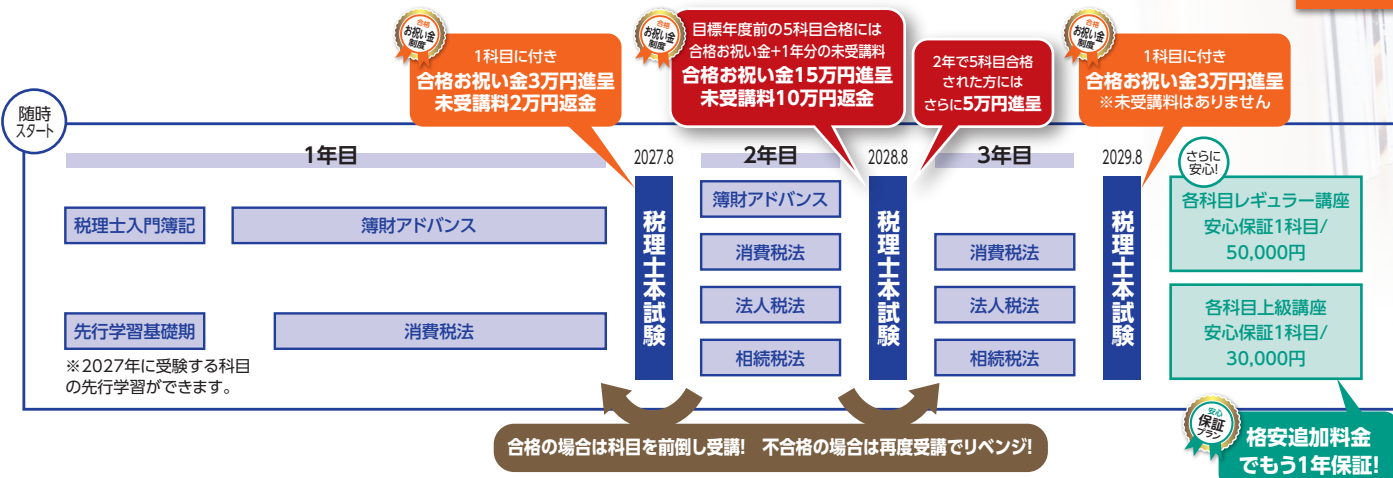 合格
お祝い金
制度
1科目に付き
合格お祝い金3万円進呈
未受講料2万円返金
合格
お祝い金
制度
目標年度前の5科目合格には
合格お祝い金+1年分の未受講料
合格お祝い金15万円進呈
未受講料10万円返金
2年で5科目合格
された方には
さらに5万円進呈
合格
お祝い金
制度
1科目に付き
合格お祝い金3万円進呈
※未受講料はありません
随時
スタート
1年目
2027.8
2年目
2028.8
3年目
2029.8
税理士入門簿記
簿財アドバンス
先行学習基礎期
消費税法
※2027年に受験する科目
の先行学習ができます。
税理士本試験
簿財アドバンス
消費税法
法人税法
相続税法
税理士本試験
消費税法
法人税法
相続税法
税理士本試験
さらに
安心!
各科目レギュラー講座
安心保証1科目/
50,000円
各科目上級講座
安心保証1科目/
30,000円
合格の場合は科目を前倒し受講! 不合格の場合は再度受講でリベンジ!
安心
保証
プラン
格安追加料金
でもう1年保証!